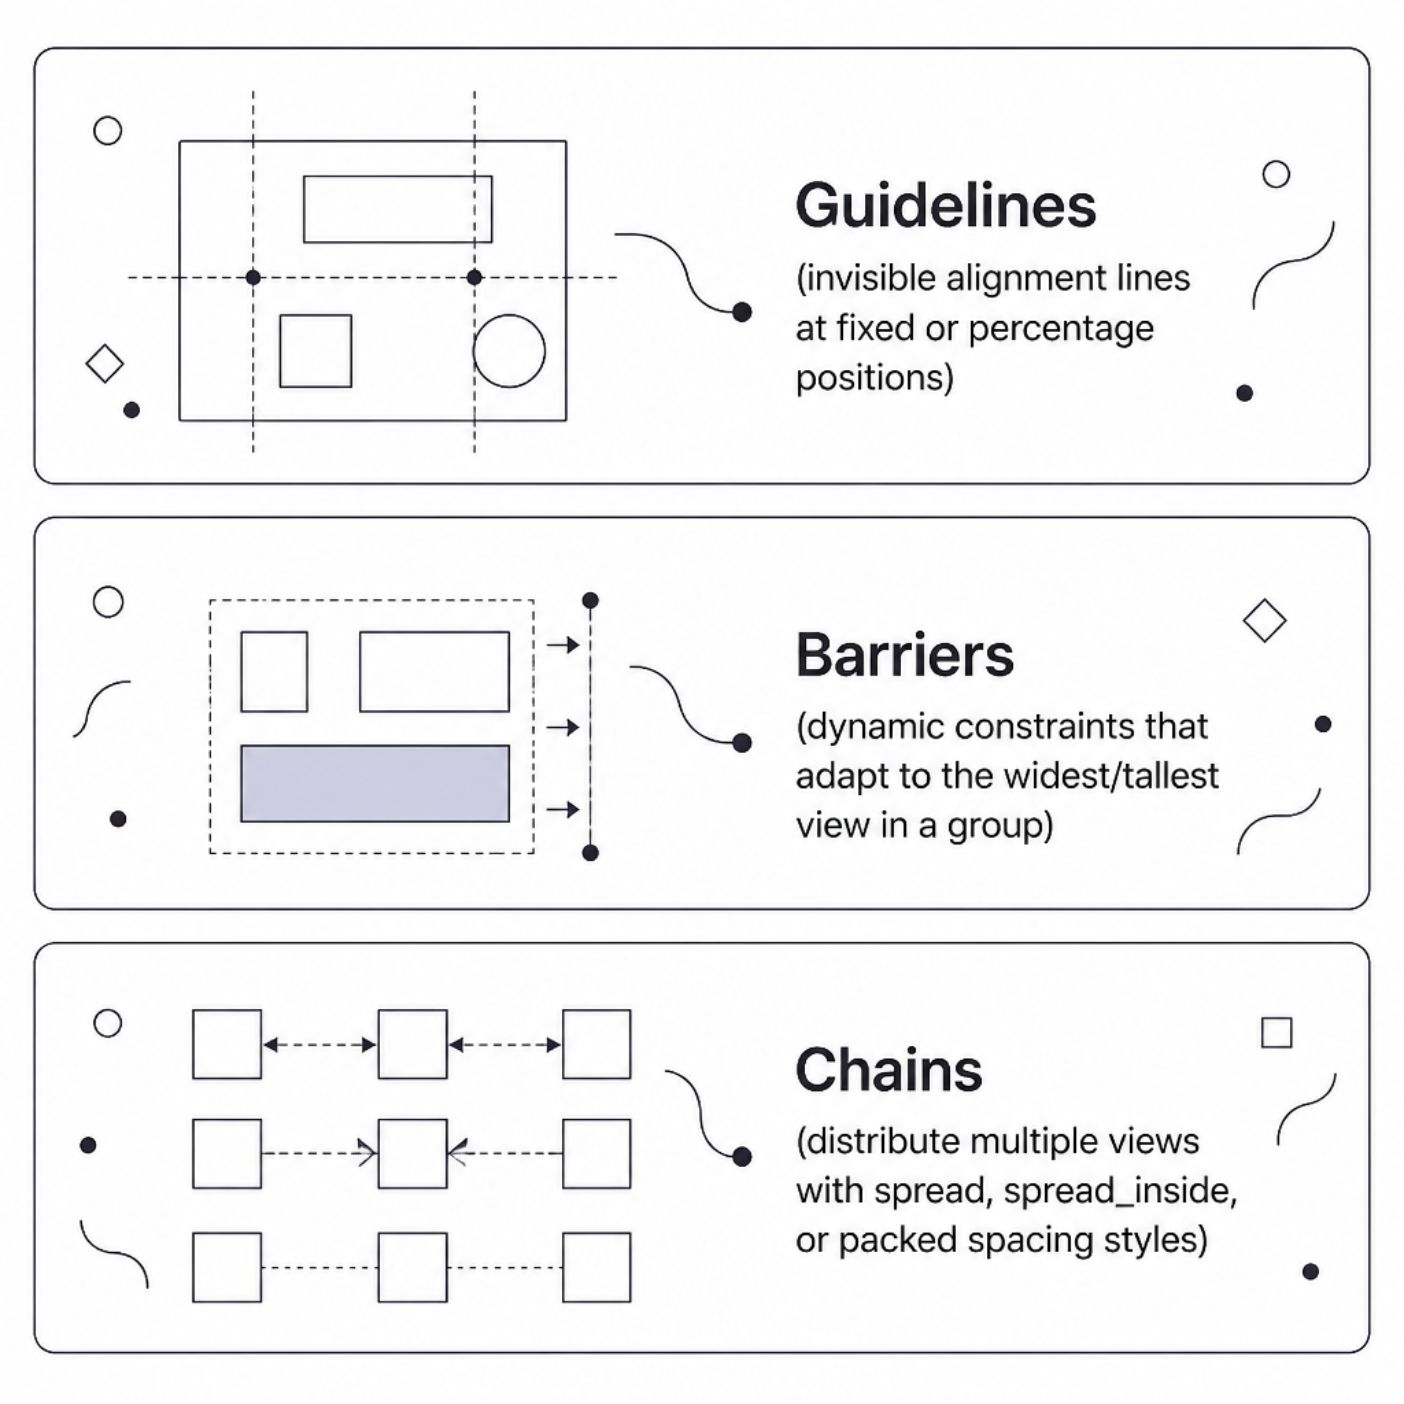 Guidelines
(invisible alignment lines
at fixed or percentage
positions)
Barriers
(dynamic constraints that
adapt to the widest/tallest
view in a group)
Chains
(distribute multiple views
with spread, spread_inside,
or packed spacing styles)